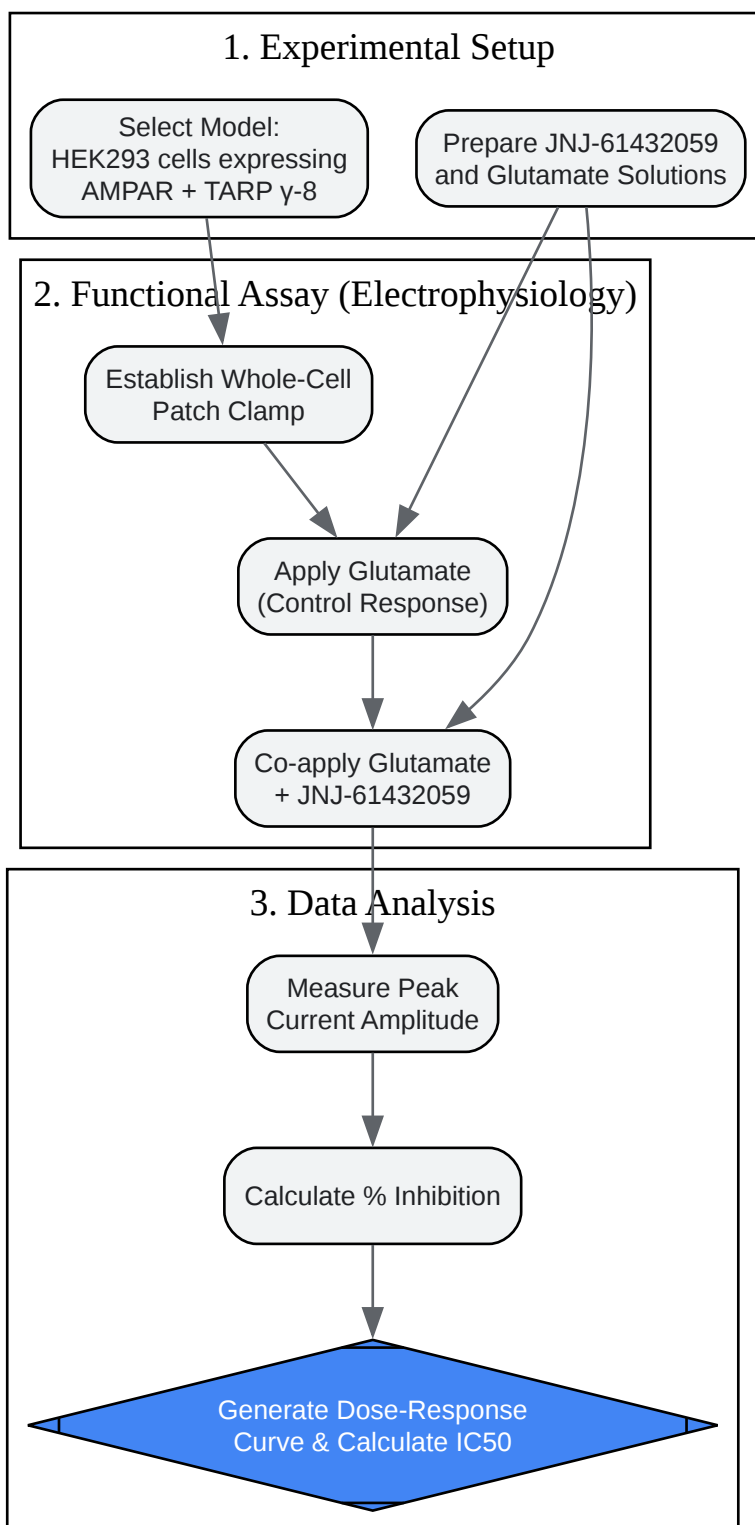 1. Experimental Setup
Select Model:
HEK293 cells expressing
AMPAR + TARP γ-8
Prepare JNJ-61432059
and Glutamate Solutions
2. Functional Assay (Electrophysiology)
Establish Whole-Cell
Patch Clamp
Apply Glutamate
(Control Response)
Co-apply Glutamate
+ JNJ-61432059
3. Data Analysis
Measure Peak
Current Amplitude
Calculate % Inhibition
Generate Dose-Response
Curve & Calculate IC50